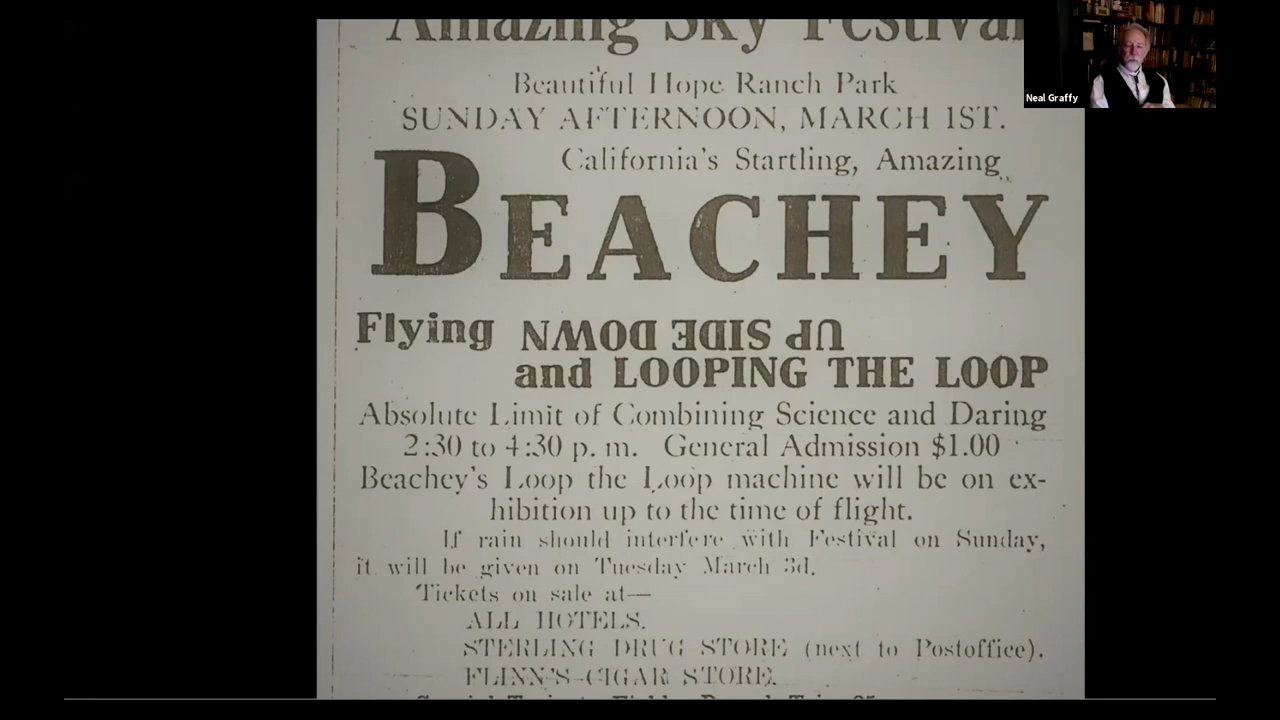 Amazing Sky Festival
Beautiful Hope Ranch Park
SUNDAY AFTERNOON, MARCH 1ST.
California's Startling, Amazing
BEACHEY
Flying UP SIDE DOWN
and LOOPING THE LOOP
Absolute Limit of Combining Science and Daring
2:30 to 4:30 p. m. General Admission $1.00
Beachey's Loop the Loop machine will be on ex-
hibition up to the time of flight.
If rain should interfere with Festival on Sunday,
it will be given on Tuesday March 3d.
Tickets on sale at—
ALL HOTELS.
STERLING DRUG STORE (next to Postoffice).
FLINN'S CIGAR STORE.
Neal Graffy